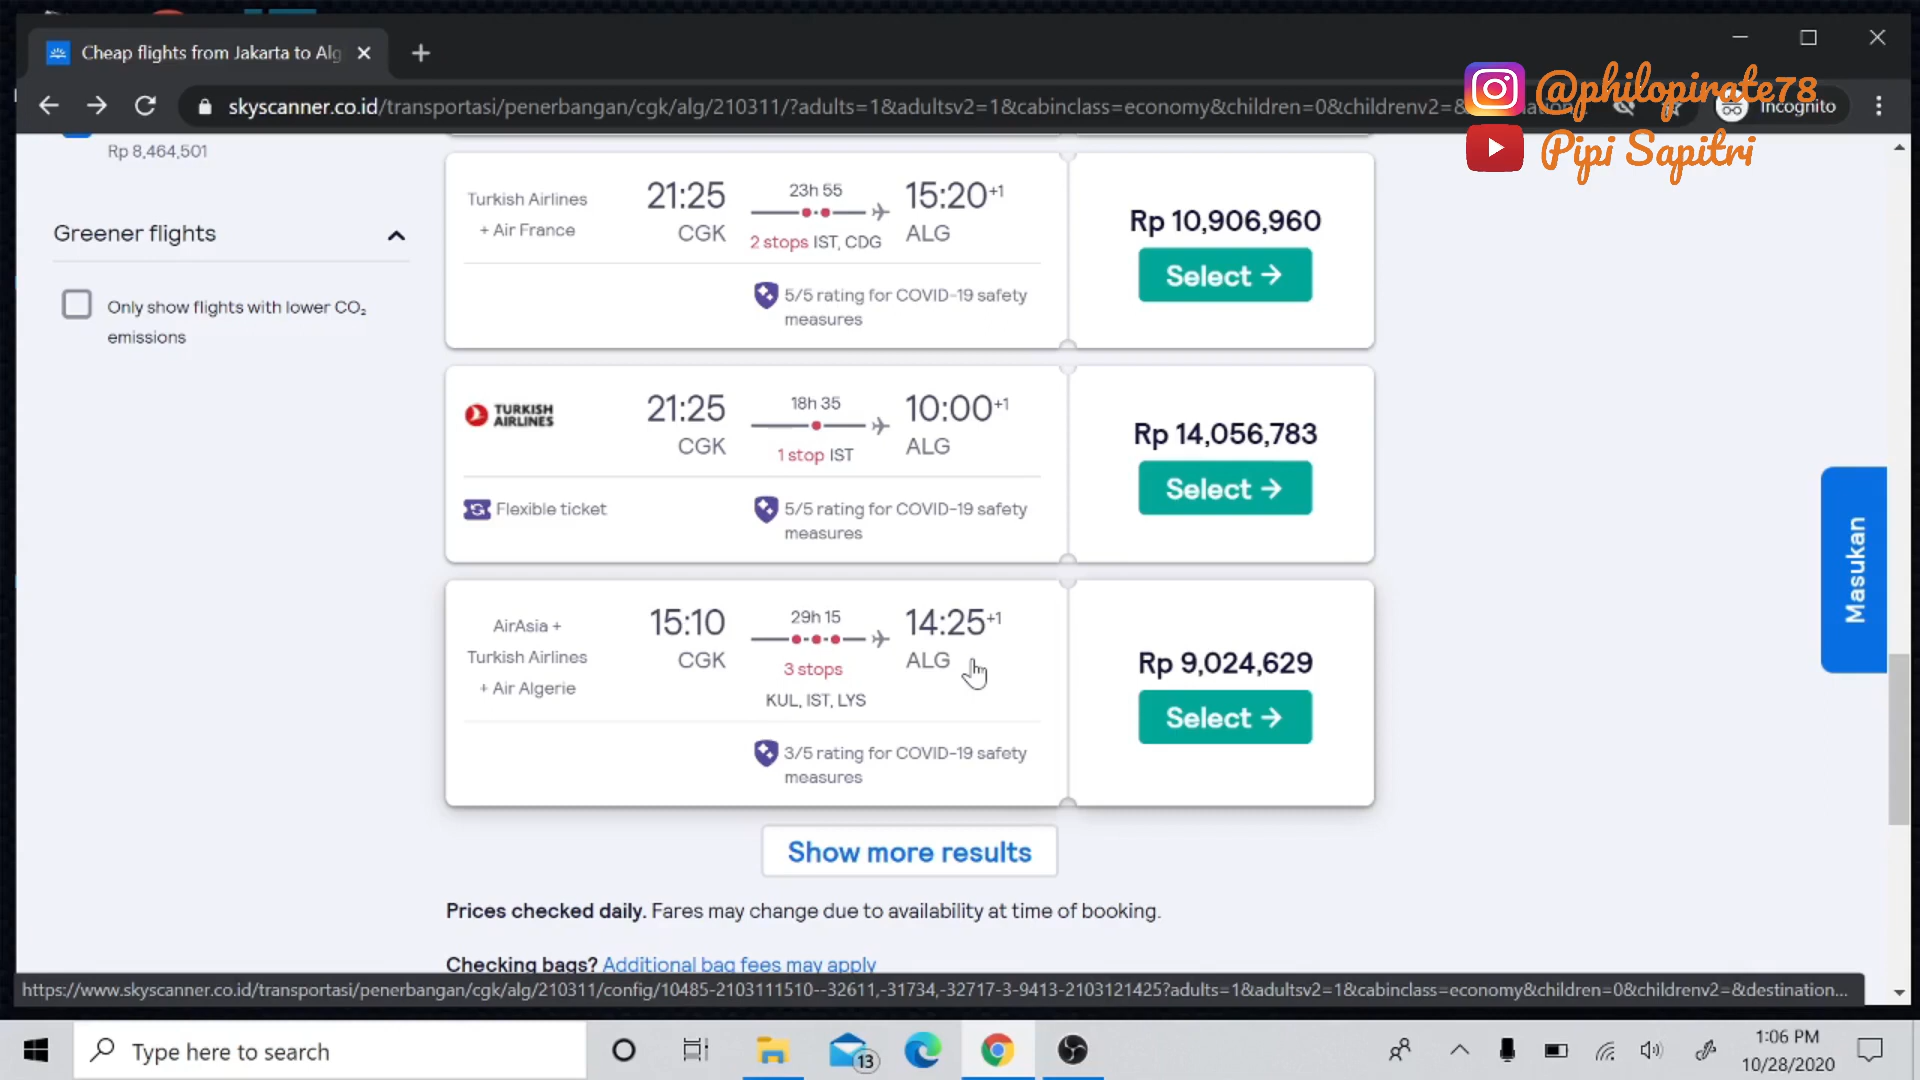 Cheap flights from Jakarta to Alg
skyscanner.co.id/transportasi/penerbangan/cgk/alg/210311/?adults=1&adultsv2=1&cabinclass=economy&children=0&childrenv2=&
Incognito
@philopirate78
Pipi Sapitri
Rp 8,464,501
Greener flights
Only show flights with lower CO₂
emissions
Turkish Airlines
+ Air France
21:25
CGK
23h 55
2 stops IST, CDG
15:20+1
ALG
5/5 rating for COVID-19 safety
measures
Rp 10,906,960
Select →
TURKISH
AIRLINES
21:25
CGK
18h 35
1 stop IST
10:00+1
ALG
Flexible ticket
5/5 rating for COVID-19 safety
measures
Rp 14,056,783
Select →
AirAsia +
Turkish Airlines
+ Air Algerie
15:10
CGK
29h 15
3 stops
KUL, IST, LYS
14:25+1
ALG
3/5 rating for COVID-19 safety
measures
Rp 9,024,629
Select →
Masukan
Show more results
Prices checked daily. Fares may change due to availability at time of booking.
Checking bags? Additional bag fees may apply
https://www.skyscanner.co.id/transportasi/penerbangan/cgk/alg/210311/config/10485-2103111510--32611,-31734,-32717-3-9413-2103121425?adults=1&adultsv2=1&cabinclass=economy&children=0&childrenv2=&destination...
Type here to search
13
1:06 PM
10/28/2020